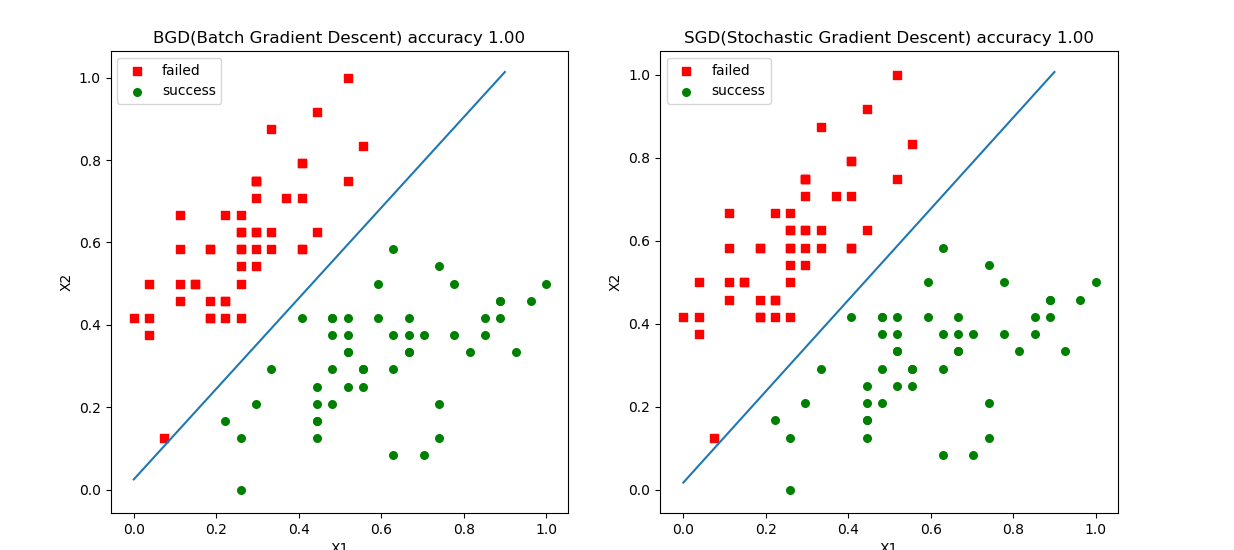 BGD(Batch Gradient Descent) accuracy 1.00
failed
success
X2
1.0
0.8
0.6
0.4
0.2
0.0
0.0 0.2 0.4 0.6 0.8 1.0
X1
SGD(Stochastic Gradient Descent) accuracy 1.00
failed
success
X2
1.0
0.8
0.6
0.4
0.2
0.0
0.0 0.2 0.4 0.6 0.8 1.0
X1